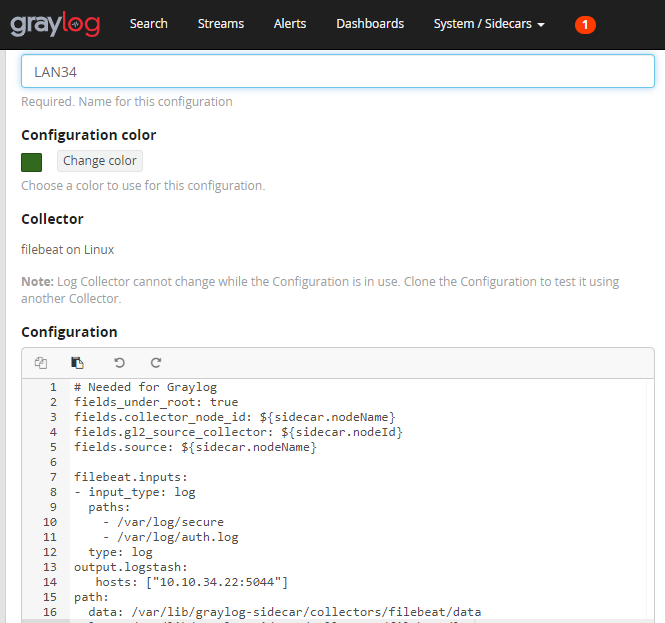 graylog Search Streams Alerts Dashboards System / Sidecars 1
LAN34
Required. Name for this configuration
Configuration color
Change color
Choose a color to use for this configuration.
Collector
filebeat on Linux
Note: Log Collector cannot change while the Configuration is in use. Clone the Configuration to test it using
another Collector.
Configuration
1 # Needed for Graylog
2 fields_under_root: true
3 fields.collector_node_id: ${sidecar.nodeName}
4 fields.gl2_source_collector: ${sidecar.nodeId}
5 fields.source: ${sidecar.nodeName}
6
7 filebeat.inputs:
8 - input_type: log
9   paths:
10     - /var/log/secure
11     - /var/log/auth.log
12   type: log
13 output.logstash:
14    hosts: ["10.10.34.22:5044"]
15 path:
16   data: /var/lib/graylog-sidecar/collectors/filebeat/data